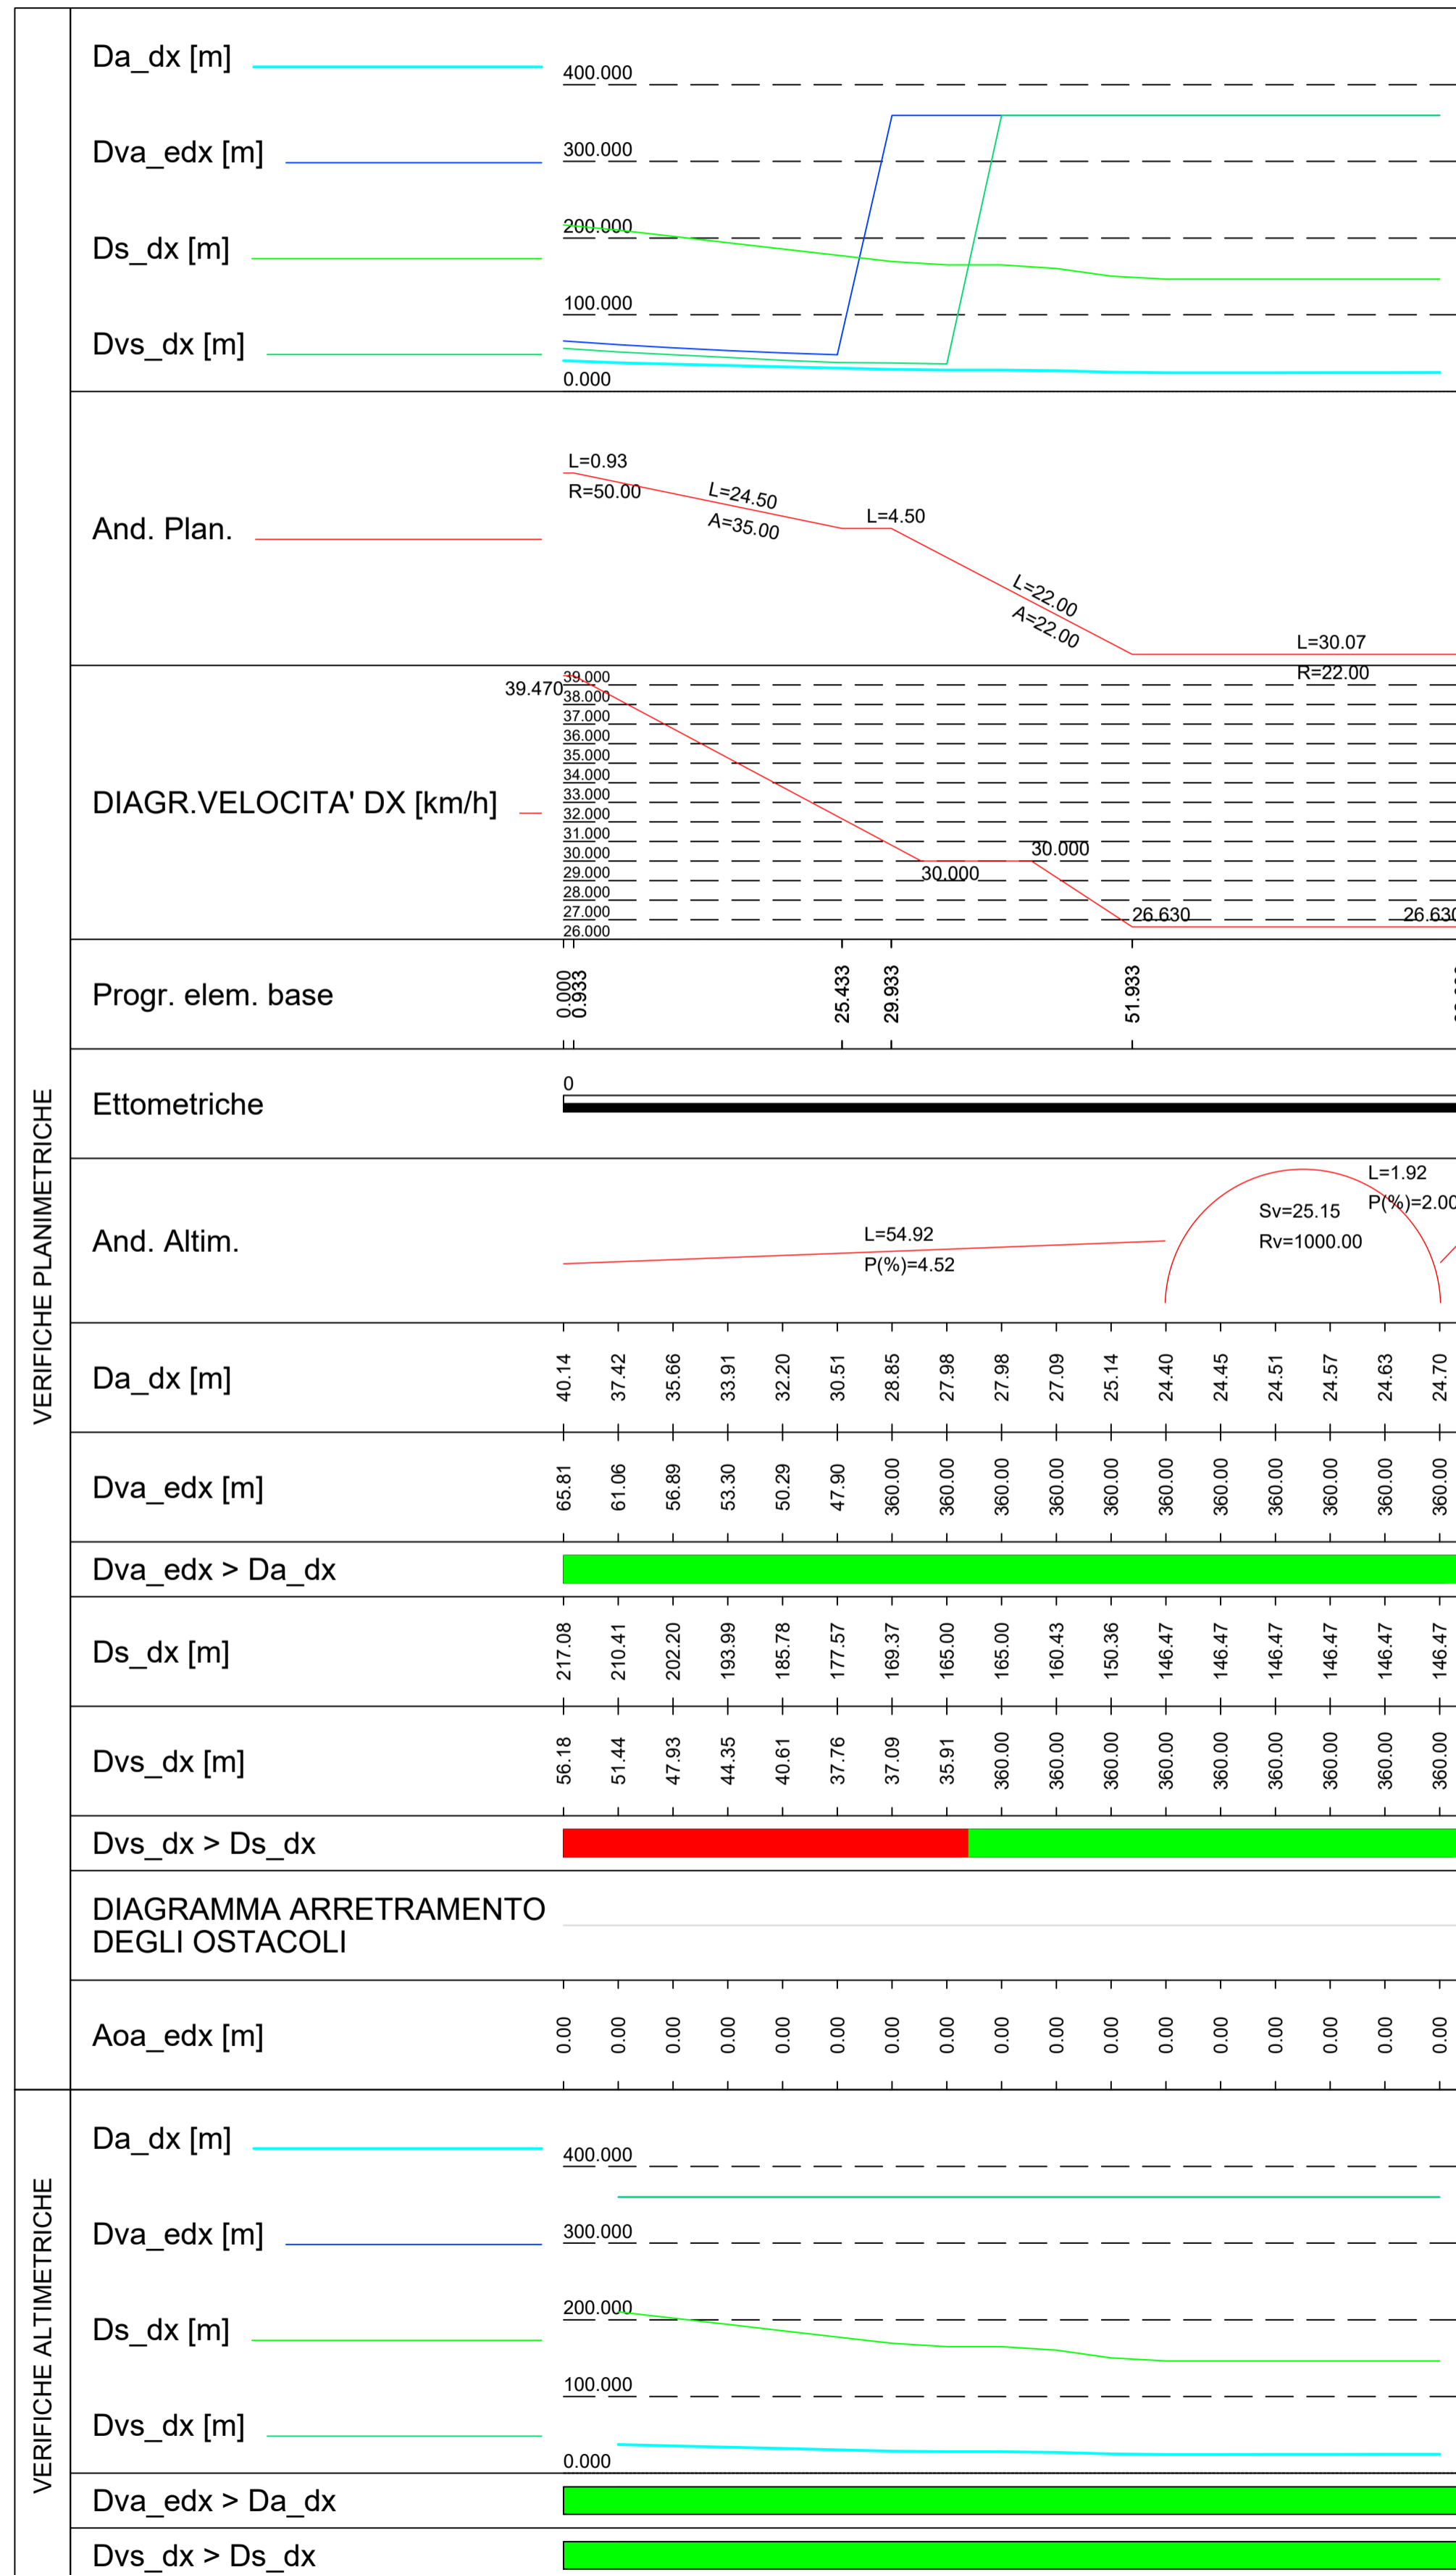 VERIFICHE PLANIMETRICHE
Da_dx [m]
Dva_edx [m]
Ds_dx [m]
Dvs_dx [m]
400.000
300.000
200.000
100.000
0.000
And. Plan.
L=0.93
R=50.00
L=24.50
A=35.00
L=4.50
L=22.00
A=22.00
L=30.07
R=22.00
DIAGR.VELOCITA' DX [km/h]
39.470
39.000
38.000
37.000
36.000
35.000
34.000
33.000
32.000
31.000
30.000
29.000
28.000
27.000
26.000
30.000
30.000
26.630
26.630
Progr. elem. base
0.000
0.933
25.433
29.933
51.933
Ettometriche
0
And. Altim.
L=54.92
P(%)=4.52
Sv=25.15
Rv=1000.00
L=1.92
P(%)=2.00
Da_dx [m]
40.14 37.42 35.66 33.91 32.20 30.51 28.85 27.98 27.98 27.09 25.14 24.40 24.45 24.51 24.57 24.63 24.70
Dva_edx [m]
65.81 61.06 56.89 53.30 50.29 47.90 360.00 360.00 360.00 360.00 360.00 360.00 360.00 360.00 360.00 360.00 360.00
Dva_edx > Da_dx
Ds_dx [m]
217.08 210.41 202.20 193.99 185.78 177.57 169.37 165.00 165.00 160.43 150.36 146.47 146.47 146.47 146.47 146.47 146.47
Dvs_dx [m]
56.18 51.44 47.93 44.35 40.61 37.76 37.09 35.91 360.00 360.00 360.00 360.00 360.00 360.00 360.00 360.00 360.00
Dvs_dx > Ds_dx
DIAGRAMMA ARRETRAMENTO
DEGLI OSTACOLI
Aoa_edx [m]
0.00 0.00 0.00 0.00 0.00 0.00 0.00 0.00 0.00 0.00 0.00 0.00 0.00 0.00 0.00 0.00 0.00
VERIFICHE ALTIMETRICHE
Da_dx [m]
Dva_edx [m]
Ds_dx [m]
Dvs_dx [m]
400.000
300.000
200.000
100.000
0.000
Dva_edx > Da_dx
Dvs_dx > Ds_dx